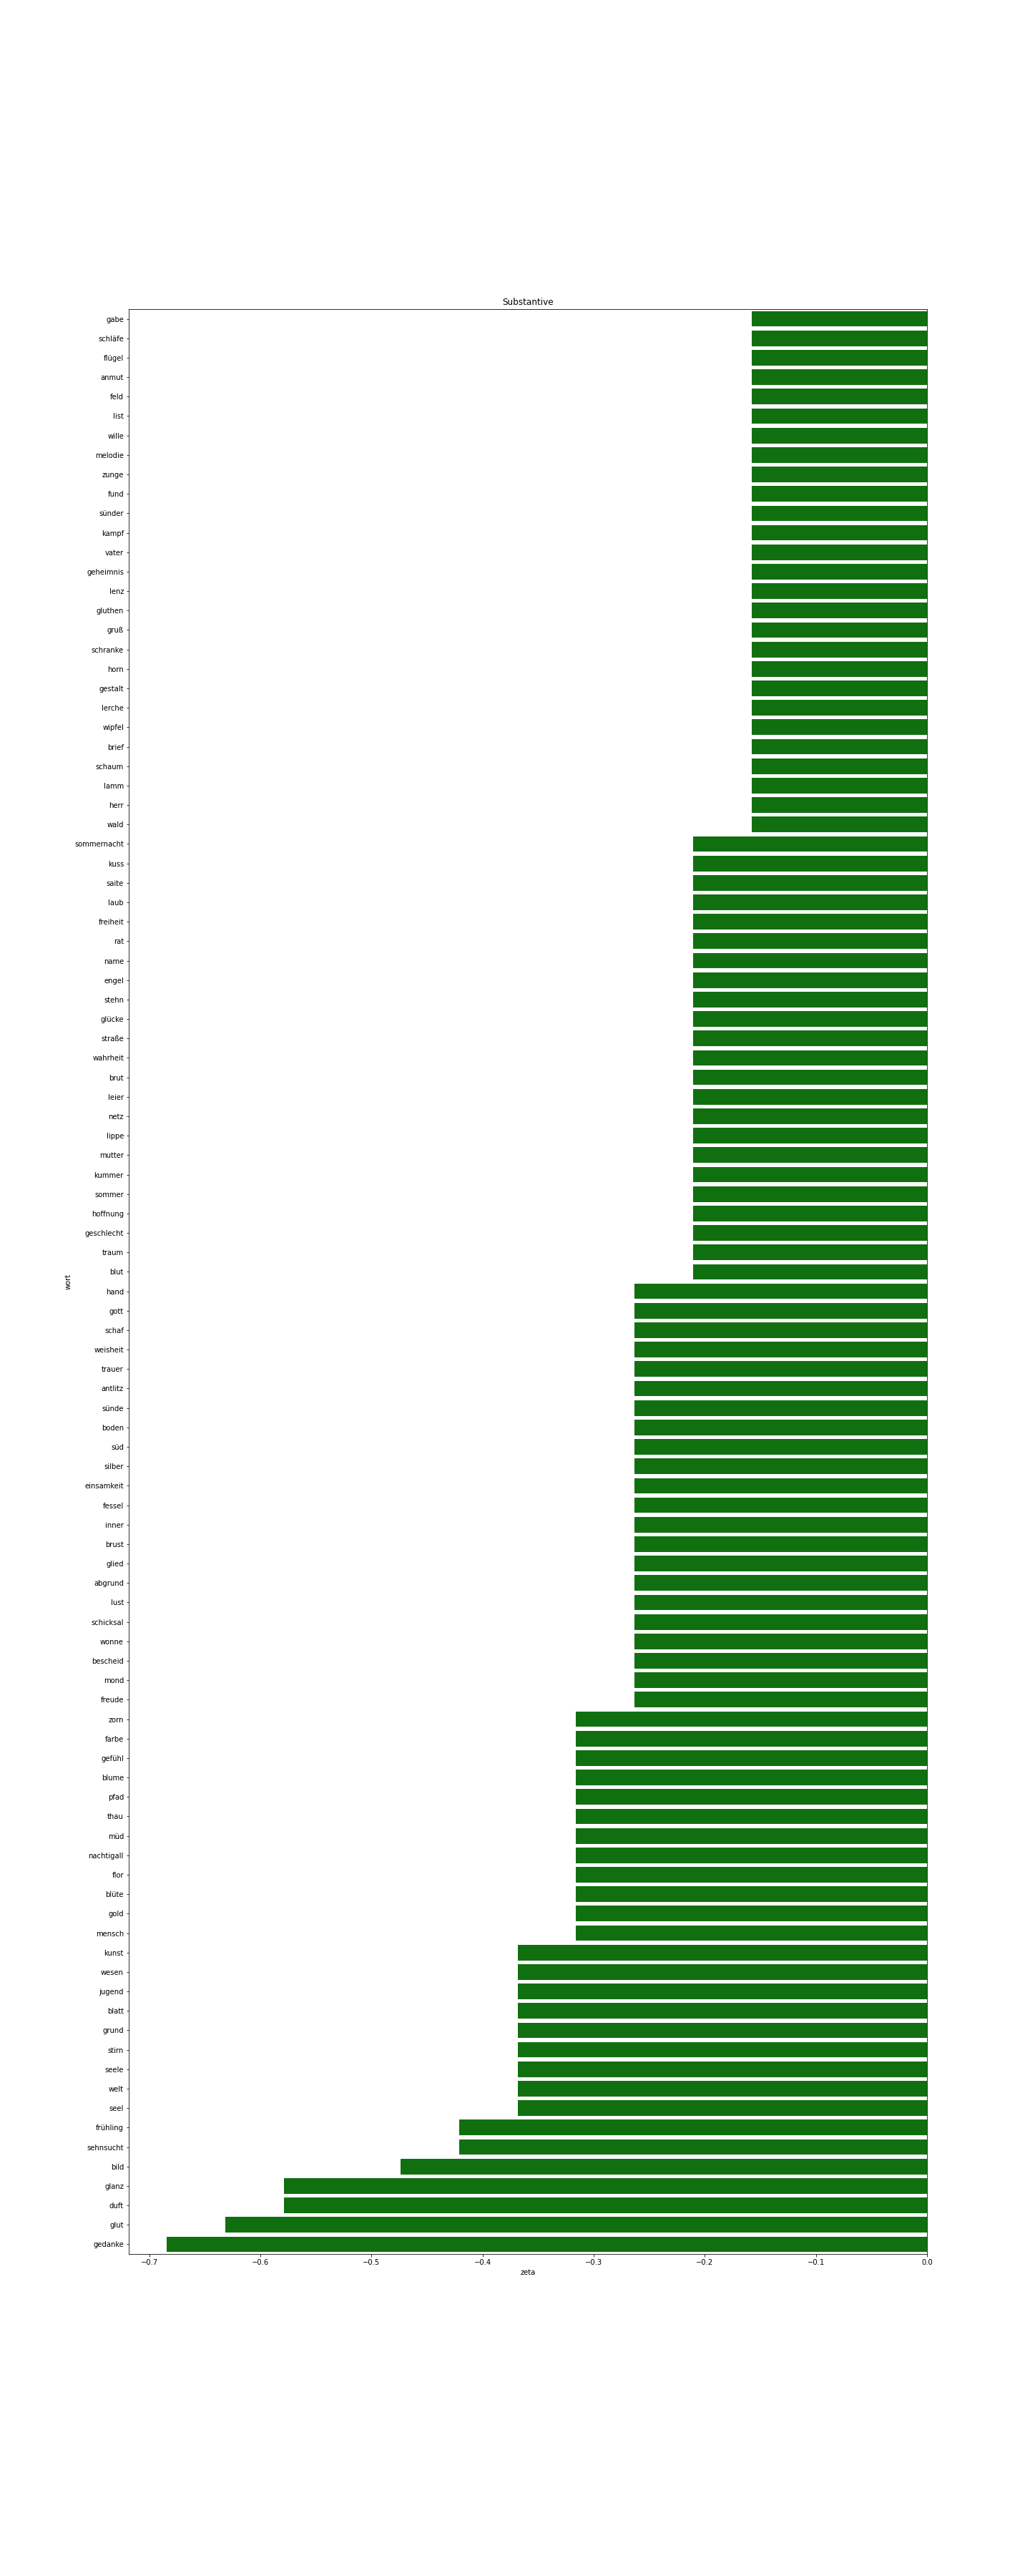 Substantive
gabe
schläfe
flügel
anmut
feld
list
wille
melodie
zunge
fund
sünder
kampf
vater
geheimnis
lenz
gluthen
gruß
schranke
horn
gestalt
lerche
wipfel
brief
schaum
lamm
herr
wald
sommernacht
kuss
saite
laub
freiheit
rat
name
engel
stehn
glücke
straße
wahrheit
brut
leier
netz
lippe
mutter
kummer
sommer
hoffnung
geschlecht
traum
blut
wort
hand
gott
schaf
weisheit
trauer
antlitz
sünde
boden
süd
silber
einsamkeit
fessel
inner
brust
glied
abgrund
lust
schicksal
wonne
bescheid
mond
freude
zorn
farbe
gefühl
blume
pfad
thau
müd
nachtigall
flor
blüte
gold
mensch
kunst
wesen
jugend
blatt
grund
stirn
seele
welt
seel
frühling
sehnsucht
bild
glanz
duft
glut
gedanke
−0.7 −0.6 −0.5 −0.4 −0.3 −0.2 −0.1 0.0
zeta